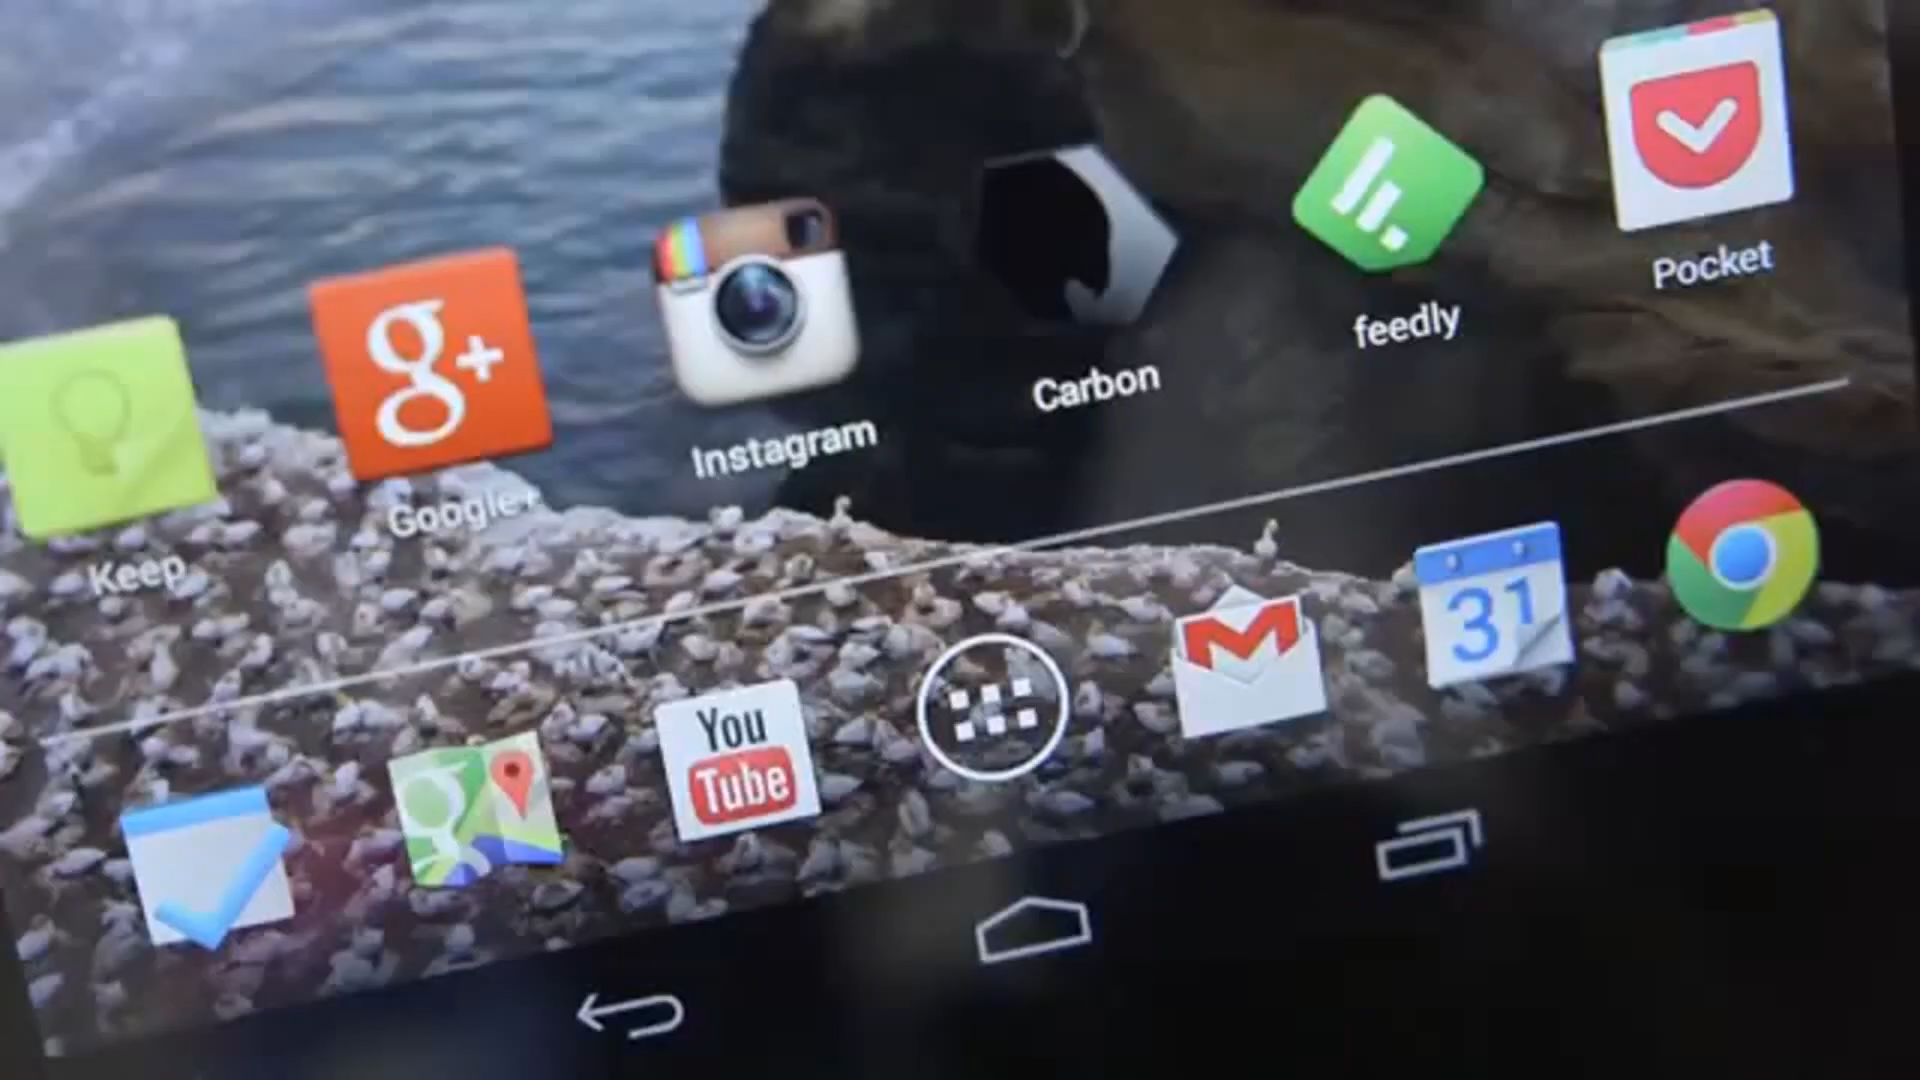 g+
Keep
Google+
Instagram
Carbon
feedly
Pocket
g
You
Tube
M
31